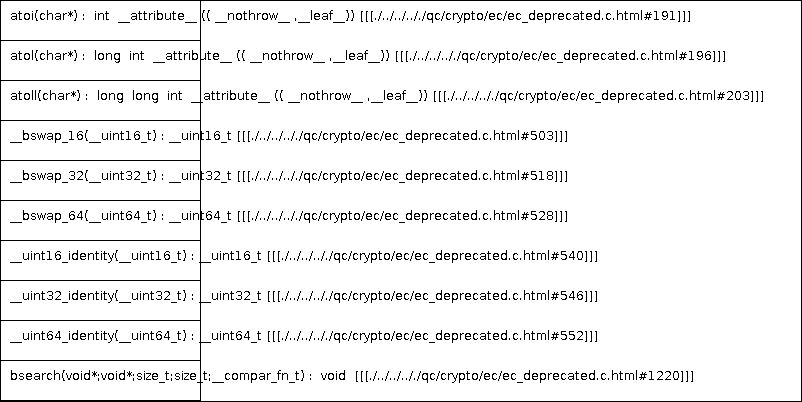 atoi(char*) : int __attribute__ (( __nothrow__ ,__leaf__)) [[[./../../../qc/crypto/ec/ec_deprecated.c.html#191]]]
atol(char*) : long int __attribute__ (( __nothrow__ ,__leaf__)) [[[./../../../qc/crypto/ec/ec_deprecated.c.html#196]]]
atoll(char*) : long long int __attribute__ (( __nothrow__ ,__leaf__)) [[[./../../../qc/crypto/ec/ec_deprecated.c.html#203]]]
__bswap_16(__uint16_t) : __uint16_t [[[./../../../qc/crypto/ec/ec_deprecated.c.html#503]]]
__bswap_32(__uint32_t) : __uint32_t [[[./../../../qc/crypto/ec/ec_deprecated.c.html#518]]]
__bswap_64(__uint64_t) : __uint64_t [[[./../../../qc/crypto/ec/ec_deprecated.c.html#528]]]
__uint16_identity(__uint16_t) : __uint16_t [[[./../../../qc/crypto/ec/ec_deprecated.c.html#540]]]
__uint32_identity(__uint32_t) : __uint32_t [[[./../../../qc/crypto/ec/ec_deprecated.c.html#546]]]
__uint64_identity(__uint64_t) : __uint64_t [[[./../../../qc/crypto/ec/ec_deprecated.c.html#552]]]
bsearch(void*;void*;size_t;size_t;__compar_fn_t) : void [[[./../../../qc/crypto/ec/ec_deprecated.c.html#1220]]]